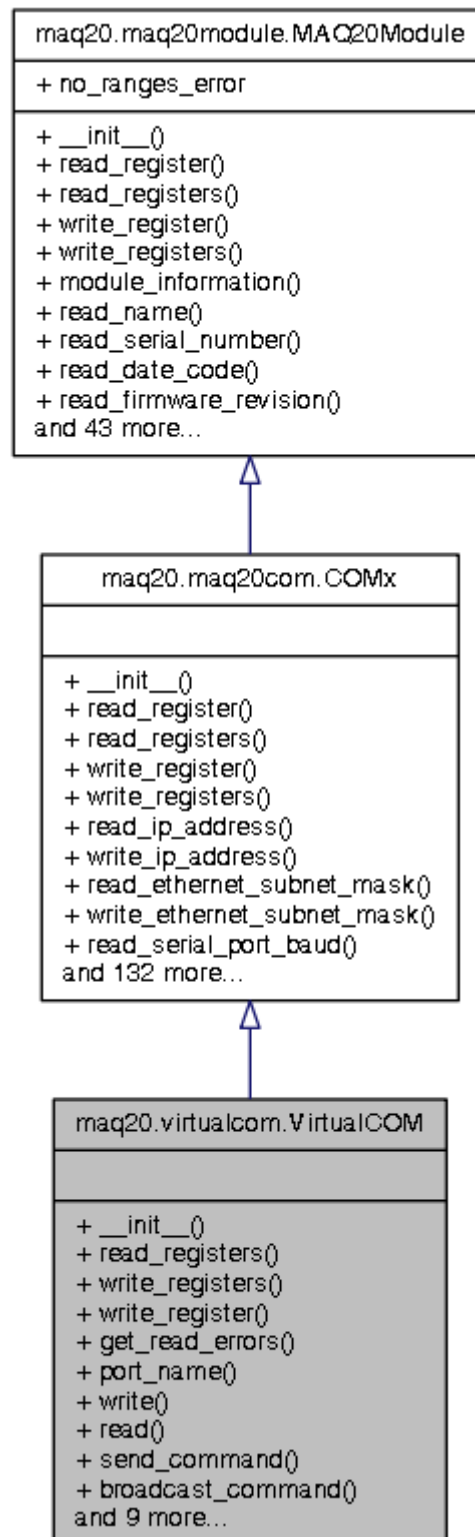 maq20.maq20module.MAQ20Module
+ no_ranges_error
+ __init__()
+ read_register()
+ read_registers()
+ write_register()
+ write_registers()
+ module_information()
+ read_name()
+ read_serial_number()
+ read_date_code()
+ read_firmware_revision()
and 43 more...
maq20.maq20com.COMx
+ __init__()
+ read_register()
+ read_registers()
+ write_register()
+ write_registers()
+ read_ip_address()
+ write_ip_address()
+ read_ethernet_subnet_mask()
+ write_ethernet_subnet_mask()
+ read_serial_port_baud()
and 132 more...
maq20.virtualcom.VirtualCOM
+ __init__()
+ read_registers()
+ write_registers()
+ write_register()
+ get_read_errors()
+ port_name()
+ write()
+ read()
+ send_command()
+ broadcast_command()
and 9 more...